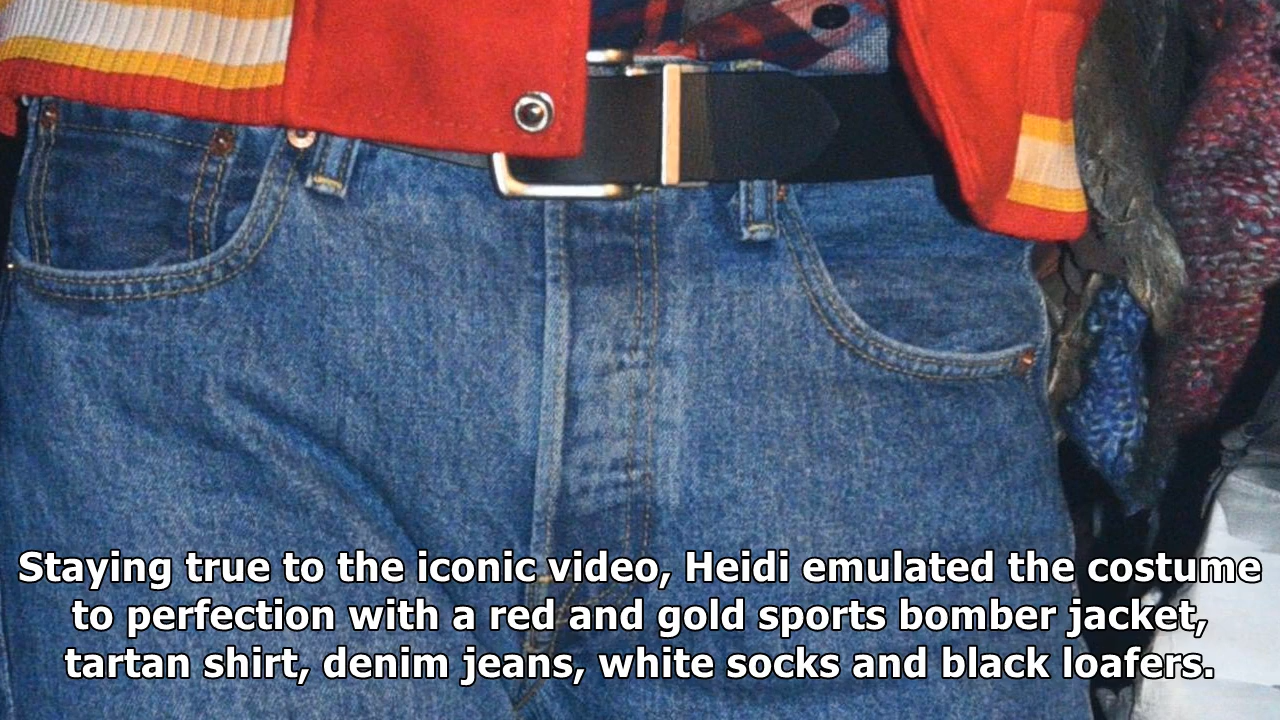 Staying true to the iconic video, Heidi emulated the costume
to perfection with a red and gold sports bomber jacket,
tartan shirt, denim jeans, white socks and black loafers.